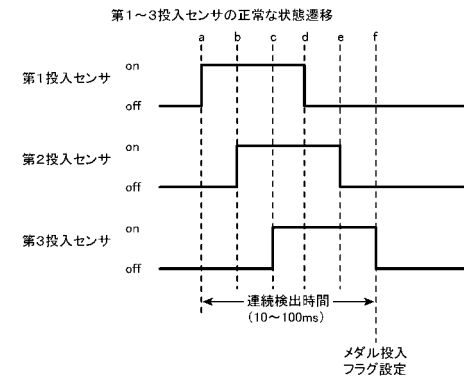 第1～3投入センサの正常な状態遷移
a b c d e f
第1投入センサ on
off
第2投入センサ on
off
第3投入センサ on
off
連続検出時間
(10～100ms)
メダル投入
フラグ設定